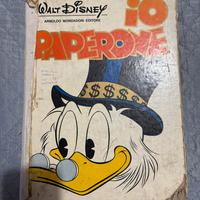 WALT DISNEY
ARNOLDO MONDADORI EDITORE
io
PAPERONE
$ $ $ $ $